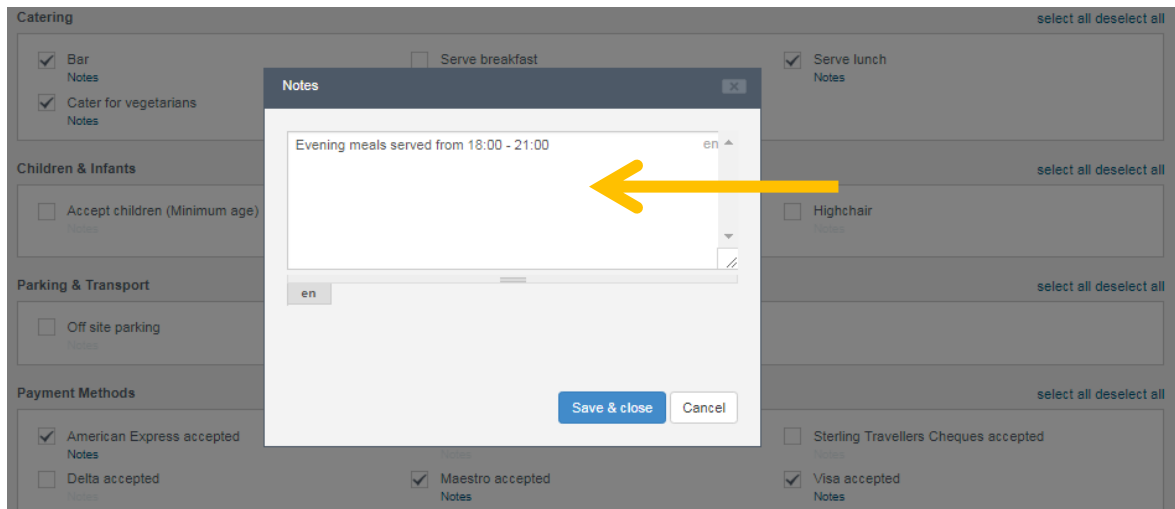 Catering select all deselect all
Bar Serve breakfast Serve lunch
Notes Notes
Cater for vegetarians
Notes
Notes
Evening meals served from 18:00 - 21:00 en
en
Save & close Cancel
Children & Infants select all deselect all
Accept children (Minimum age) Highchair
Notes Notes
Parking & Transport select all deselect all
Off site parking
Notes
Payment Methods select all deselect all
American Express accepted Sterling Travellers Cheques accepted
Notes Notes Notes
Delta accepted Maestro accepted Visa accepted
Notes Notes Notes